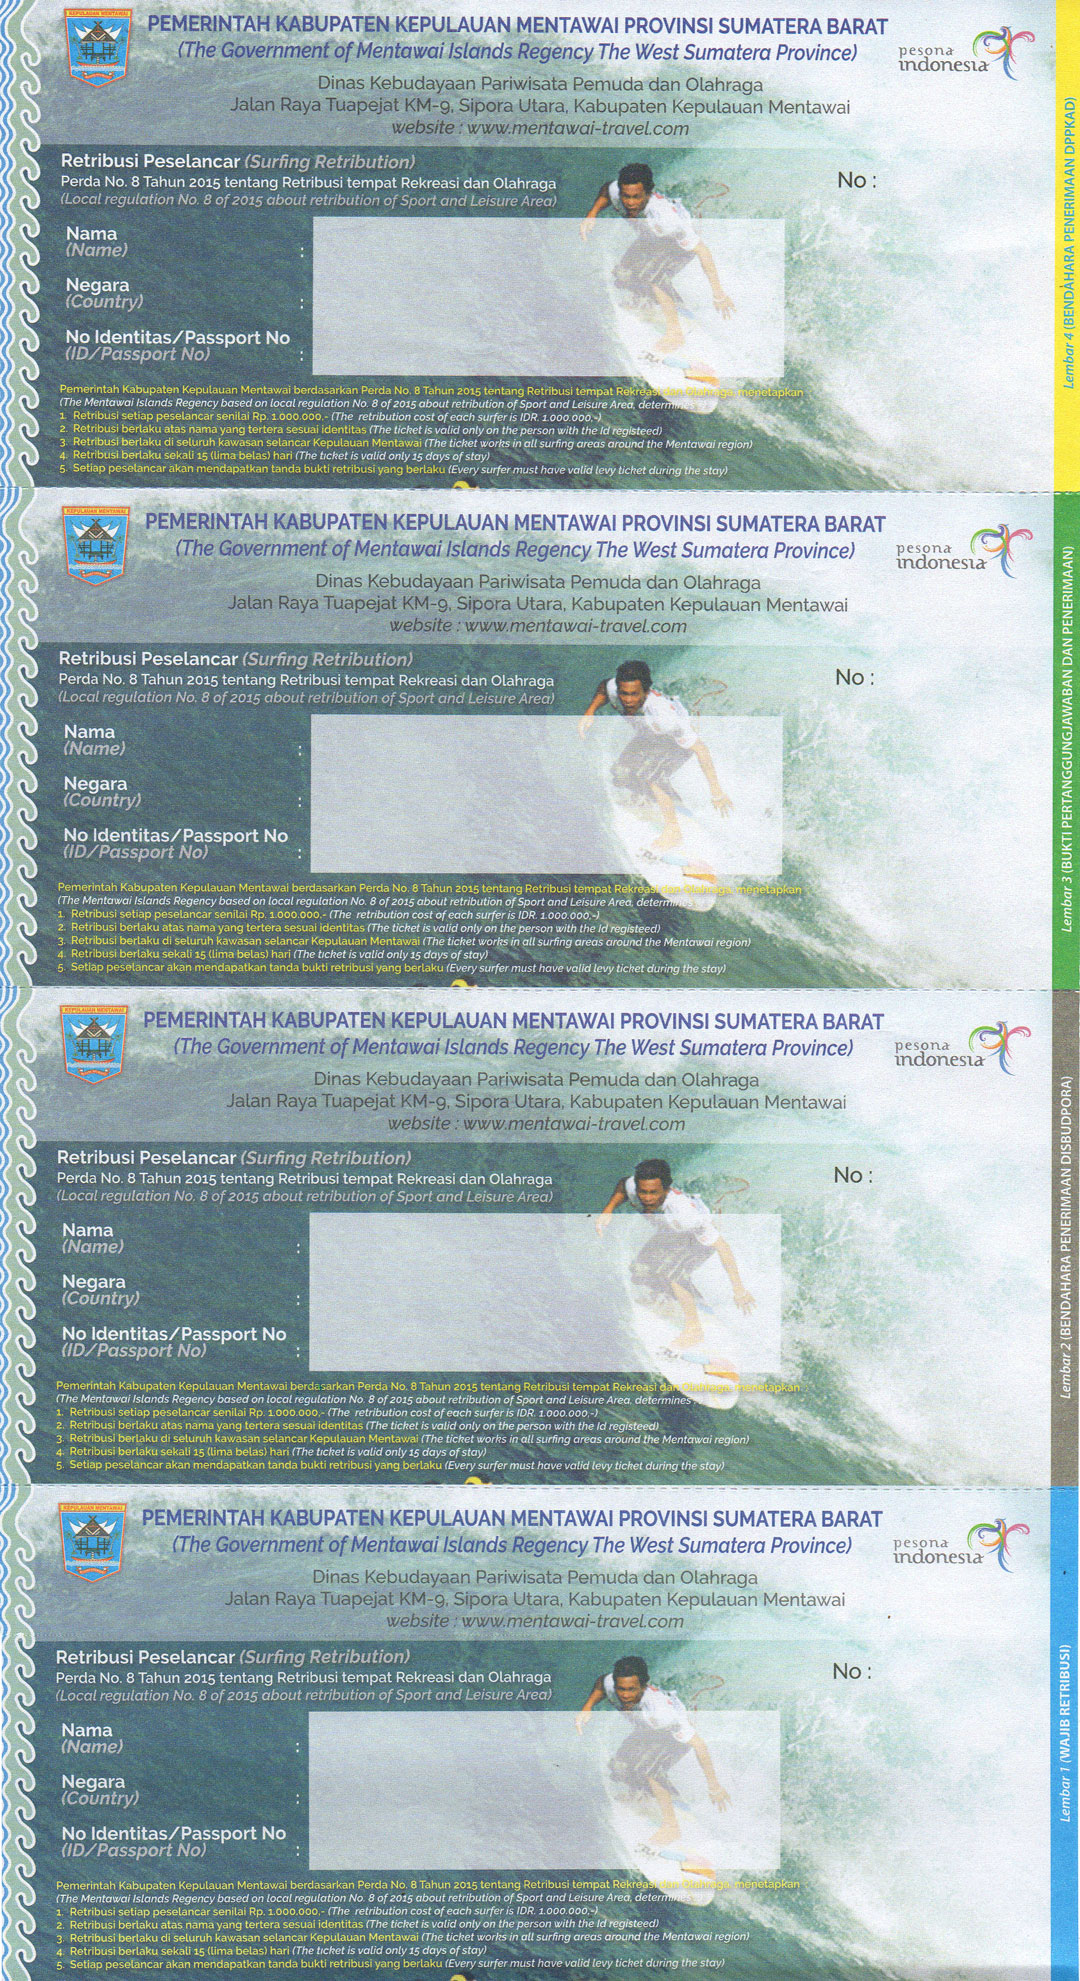 KEPULAUAN MENTAWAI
PEMERINTAH KABUPATEN KEPULAUAN MENTAWAI PROVINSI SUMATERA BARAT
(The Government of Mentawai Islands Regency The West Sumatera Province)
pesona
indonesia
Dinas Kebudayaan Pariwisata Pemuda dan Olahraga
Jalan Raya Tuapejat KM-9, Sipora Utara, Kabupaten Kepulauan Mentawai
website : www.mentawai-travel.com
Retribusi Peselancar (Surfing Retribution)
Perda No. 8 Tahun 2015 tentang Retribusi tempat Rekreasi dan Olahraga
(Local regulation No. 8 of 2015 about retribution of Sport and Leisure Area)
No :
Nama
(Name) :
Negara
(Country) :
No Identitas/Passport No
(ID/Passport No) :
Pemerintah Kabupaten Kepulauan Mentawai berdasarkan Perda No. 8 Tahun 2015 tentang Retribusi tempat Rekreasi dan Olahraga, menetapkan
(The Mentawai Islands Regency based on local regulation No. 8 of 2015 about retribution of Sport and Leisure Area, determines :
1. Retribusi setiap peselancar senilai Rp. 1.000.000,- (The retribution cost of each surfer is IDR. 1.000.000,-)
2. Retribusi berlaku atas nama yang tertera sesuai identitas (The ticket is valid only on the person with the Id registeed)
3. Retribusi berlaku di seluruh kawasan selancar Kepulauan Mentawai (The ticket works in all surfing areas around the Mentawai region)
4. Retribusi berlaku sekali 15 (lima belas) hari (The ticket is valid only 15 days of stay)
5. Setiap peselancar akan mendapatkan tanda bukti retribusi yang berlaku (Every surfer must have valid levy ticket during the stay)
Lembar 4 (BENDAHARA PENERIMAAN DPPKAD)
KEPULAUAN MENTAWAI
PEMERINTAH KABUPATEN KEPULAUAN MENTAWAI PROVINSI SUMATERA BARAT
(The Government of Mentawai Islands Regency The West Sumatera Province)
pesona
indonesia
Dinas Kebudayaan Pariwisata Pemuda dan Olahraga
Jalan Raya Tuapejat KM-9, Sipora Utara, Kabupaten Kepulauan Mentawai
website : www.mentawai-travel.com
Retribusi Peselancar (Surfing Retribution)
Perda No. 8 Tahun 2015 tentang Retribusi tempat Rekreasi dan Olahraga
(Local regulation No. 8 of 2015 about retribution of Sport and Leisure Area)
No :
Nama
(Name) :
Negara
(Country) :
No Identitas/Passport No
(ID/Passport No) :
Pemerintah Kabupaten Kepulauan Mentawai berdasarkan Perda No. 8 Tahun 2015 tentang Retribusi tempat Rekreasi dan Olahraga, menetapkan
(The Mentawai Islands Regency based on local regulation No. 8 of 2015 about retribution of Sport and Leisure Area, determines :
1. Retribusi setiap peselancar senilai Rp. 1.000.000,- (The retribution cost of each surfer is IDR. 1.000.000,-)
2. Retribusi berlaku atas nama yang tertera sesuai identitas (The ticket is valid only on the person with the Id registeed)
3. Retribusi berlaku di seluruh kawasan selancar Kepulauan Mentawai (The ticket works in all surfing areas around the Mentawai region)
4. Retribusi berlaku sekali 15 (lima belas) hari (The ticket is valid only 15 days of stay)
5. Setiap peselancar akan mendapatkan tanda bukti retribusi yang berlaku (Every surfer must have valid levy ticket during the stay)
Lembar 3 (BUKTI PERTANGGUNGJAWABAN DAN PENERIMAAN)
KEPULAUAN MENTAWAI
PEMERINTAH KABUPATEN KEPULAUAN MENTAWAI PROVINSI SUMATERA BARAT
(The Government of Mentawai Islands Regency The West Sumatera Province)
pesona
indonesia
Dinas Kebudayaan Pariwisata Pemuda dan Olahraga
Jalan Raya Tuapejat KM-9, Sipora Utara, Kabupaten Kepulauan Mentawai
website : www.mentawai-travel.com
Retribusi Peselancar (Surfing Retribution)
Perda No. 8 Tahun 2015 tentang Retribusi tempat Rekreasi dan Olahraga
(Local regulation No. 8 of 2015 about retribution of Sport and Leisure Area)
No :
Nama
(Name) :
Negara
(Country) :
No Identitas/Passport No
(ID/Passport No) :
Pemerintah Kabupaten Kepulauan Mentawai berdasarkan Perda No. 8 Tahun 2015 tentang Retribusi tempat Rekreasi dan Olahraga, menetapkan
(The Mentawai Islands Regency based on local regulation No. 8 of 2015 about retribution of Sport and Leisure Area, determines :
1. Retribusi setiap peselancar senilai Rp. 1.000.000,- (The retribution cost of each surfer is IDR. 1.000.000,-)
2. Retribusi berlaku atas nama yang tertera sesuai identitas (The ticket is valid only on the person with the Id registeed)
3. Retribusi berlaku di seluruh kawasan selancar Kepulauan Mentawai (The ticket works in all surfing areas around the Mentawai region)
4. Retribusi berlaku sekali 15 (lima belas) hari (The ticket is valid only 15 days of stay)
5. Setiap peselancar akan mendapatkan tanda bukti retribusi yang berlaku (Every surfer must have valid levy ticket during the stay)
Lembar 2 (BENDAHARA PENERIMAAN DISBUDPORA)
KEPULAUAN MENTAWAI
PEMERINTAH KABUPATEN KEPULAUAN MENTAWAI PROVINSI SUMATERA BARAT
(The Government of Mentawai Islands Regency The West Sumatera Province)
pesona
indonesia
Dinas Kebudayaan Pariwisata Pemuda dan Olahraga
Jalan Raya Tuapejat KM-9, Sipora Utara, Kabupaten Kepulauan Mentawai
website : www.mentawai-travel.com
Retribusi Peselancar (Surfing Retribution)
Perda No. 8 Tahun 2015 tentang Retribusi tempat Rekreasi dan Olahraga
(Local regulation No. 8 of 2015 about retribution of Sport and Leisure Area)
No :
Nama
(Name) :
Negara
(Country) :
No Identitas/Passport No
(ID/Passport No) :
Pemerintah Kabupaten Kepulauan Mentawai berdasarkan Perda No. 8 Tahun 2015 tentang Retribusi tempat Rekreasi dan Olahraga, menetapkan
(The Mentawai Islands Regency based on local regulation No. 8 of 2015 about retribution of Sport and Leisure Area, determines :
1. Retribusi setiap peselancar senilai Rp. 1.000.000,- (The retribution cost of each surfer is IDR. 1.000.000,-)
2. Retribusi berlaku atas nama yang tertera sesuai identitas (The ticket is valid only on the person with the Id registeed)
3. Retribusi berlaku di seluruh kawasan selancar Kepulauan Mentawai (The ticket works in all surfing areas around the Mentawai region)
4. Retribusi berlaku sekali 15 (lima belas) hari (The ticket is valid only 15 days of stay)
5. Setiap peselancar akan mendapatkan tanda bukti retribusi yang berlaku (Every surfer must have valid levy ticket during the stay)
Lembar 1 (WAJIB RETRIBUSI)